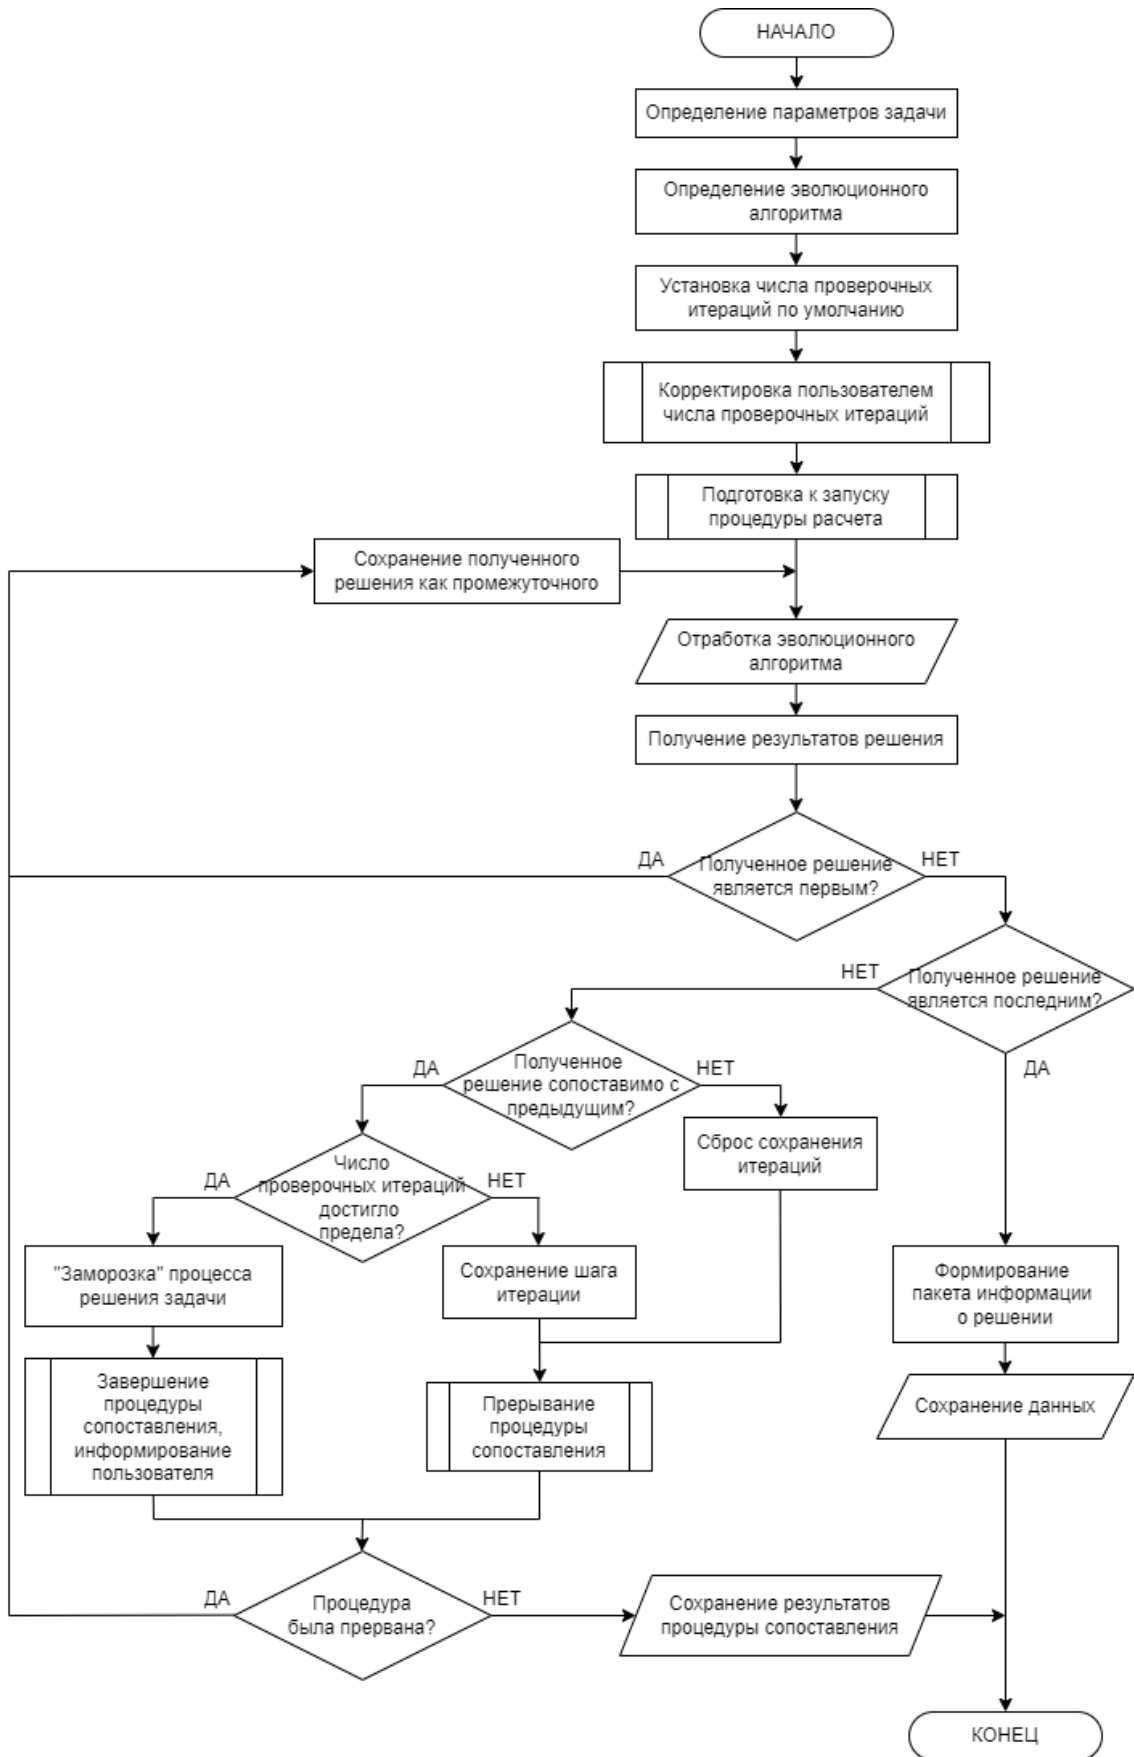 НАЧАЛО
Определение параметров задачи
Определение эволюционного
алгоритма
Установка числа проверочных
итераций по умолчанию
Корректировка пользователем
числа проверочных итераций
Подготовка к запуску
процедуры расчета
Сохранение полученного
решения как промежуточного
Отработка эволюционного
алгоритма
Получение результатов решения
ДА
Полученное решение
является первым?
НЕТ
НЕТ
Полученное решение
является последним?
ДА
ДА
Полученное
решение сопоставимо с
предыдущим?
НЕТ
Сброс сохранения
итераций
ДА
Число
проверочных итераций
достигло
предела?
НЕТ
"Заморозка" процесса
решения задачи
Сохранение шага
итерации
Формирование
пакета информации
о решении
Завершение
процедуры
сопоставления,
информирование
пользователя
Прерывание
процедуры
сопоставления
Сохранение данных
ДА
Процедура
была прервана?
НЕТ
Сохранение результатов
процедуры сопоставления
КОНЕЦ